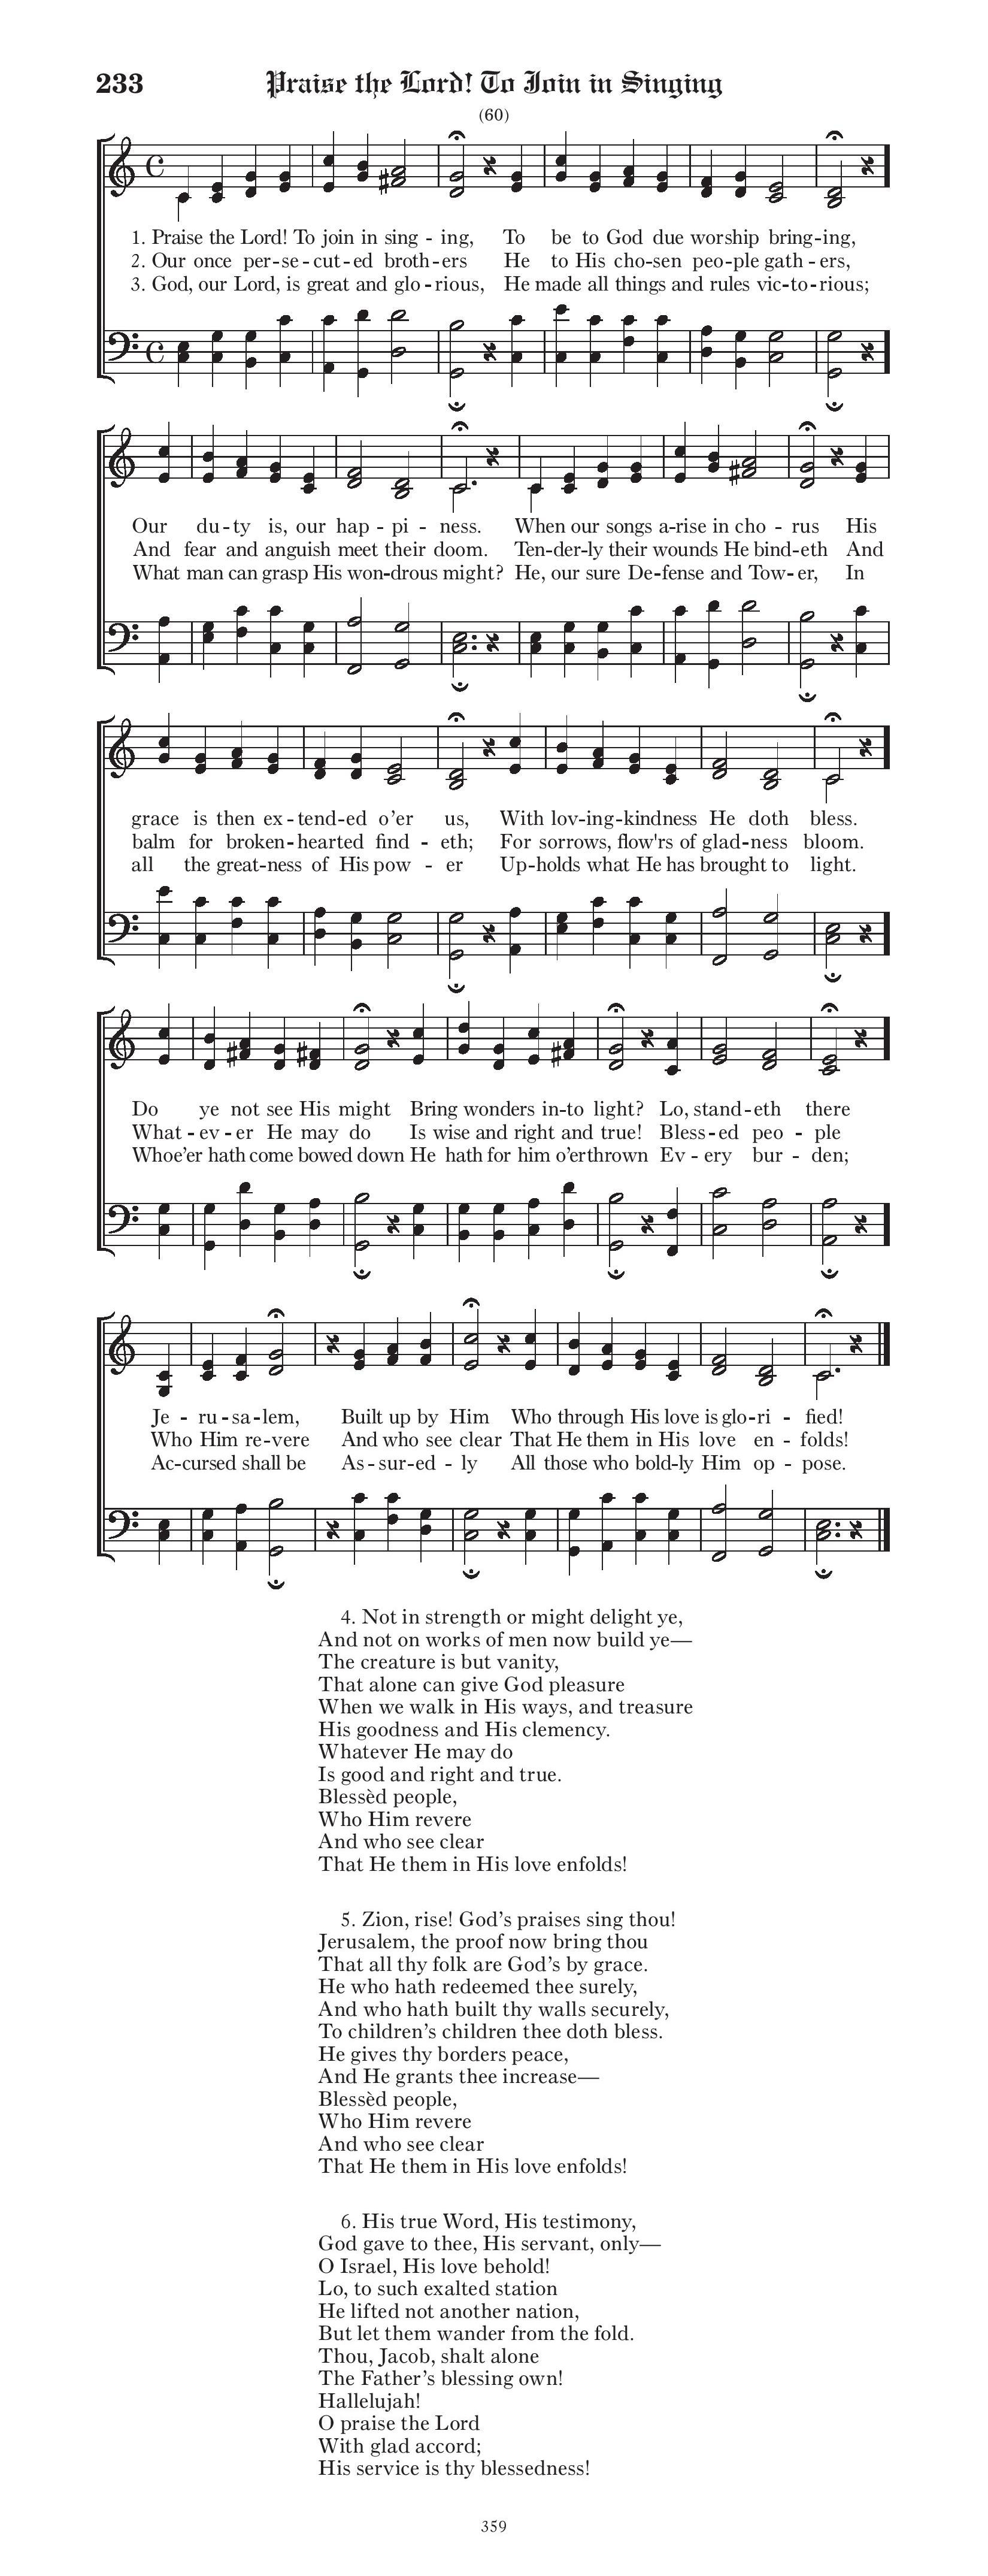 233 Praise the Lord! To Join in Singing
(60)
1. Praise the Lord! To join in sing - ing, To be to God due worship bring-ing,
2. Our once per-se-cut-ed broth-ers He to His cho-sen peo-ple gath-ers,
3. God, our Lord, is great and glo-rious, He made all things and rules vic-to-rious;
Our du-ty is, our hap-pi-ness. When our songs a-rise in cho-rus His
And fear and anguish meet their doom. Ten-der-ly their wounds He bind-eth And
What man can grasp His won-drous might? He, our sure De-fense and Tow-er, In
grace is then ex-tend-ed o’er us, With lov-ing-kindness He doth bless.
balm for broken-hearted find-eth; For sorrows, flow'rs of glad-ness bloom.
all the great-ness of His pow-er Up-holds what He has brought to light.
Do ye not see His might Bring wonders in-to light? Lo, stand-eth there
What-ev-er He may do Is wise and right and true! Bless-ed peo-ple
Whoe’er hath come bowed down He hath for him o’erthrown Ev-ery bur-den;
Je-ru-sa-lem, Built up by Him Who through His love is glo-ri-fied!
Who Him re-vere And who see clear That He them in His love en-folds!
Ac-cursed shall be As-sur-ed-ly All those who bold-ly Him op-pose.
4. Not in strength or might delight ye,
And not on works of men now build ye—
The creature is but vanity,
That alone can give God pleasure
When we walk in His ways, and treasure
His goodness and His clemency.
Whatever He may do
Is good and right and true.
Blessèd people,
Who Him revere
And who see clear
That He them in His love enfolds!
5. Zion, rise! God’s praises sing thou!
Jerusalem, the proof now bring thou
That all thy folk are God’s by grace.
He who hath redeemed thee surely,
And who hath built thy walls securely,
To children’s children thee doth bless.
He gives thy borders peace,
And He grants thee increase—
Blessèd people,
Who Him revere
And who see clear
That He them in His love enfolds!
6. His true Word, His testimony,
God gave to thee, His servant, only—
O Israel, His love behold!
Lo, to such exalted station
He lifted not another nation,
But let them wander from the fold.
Thou, Jacob, shalt alone
The Father’s blessing own!
Hallelujah!
O praise the Lord
With glad accord;
His service is thy blessedness!
359